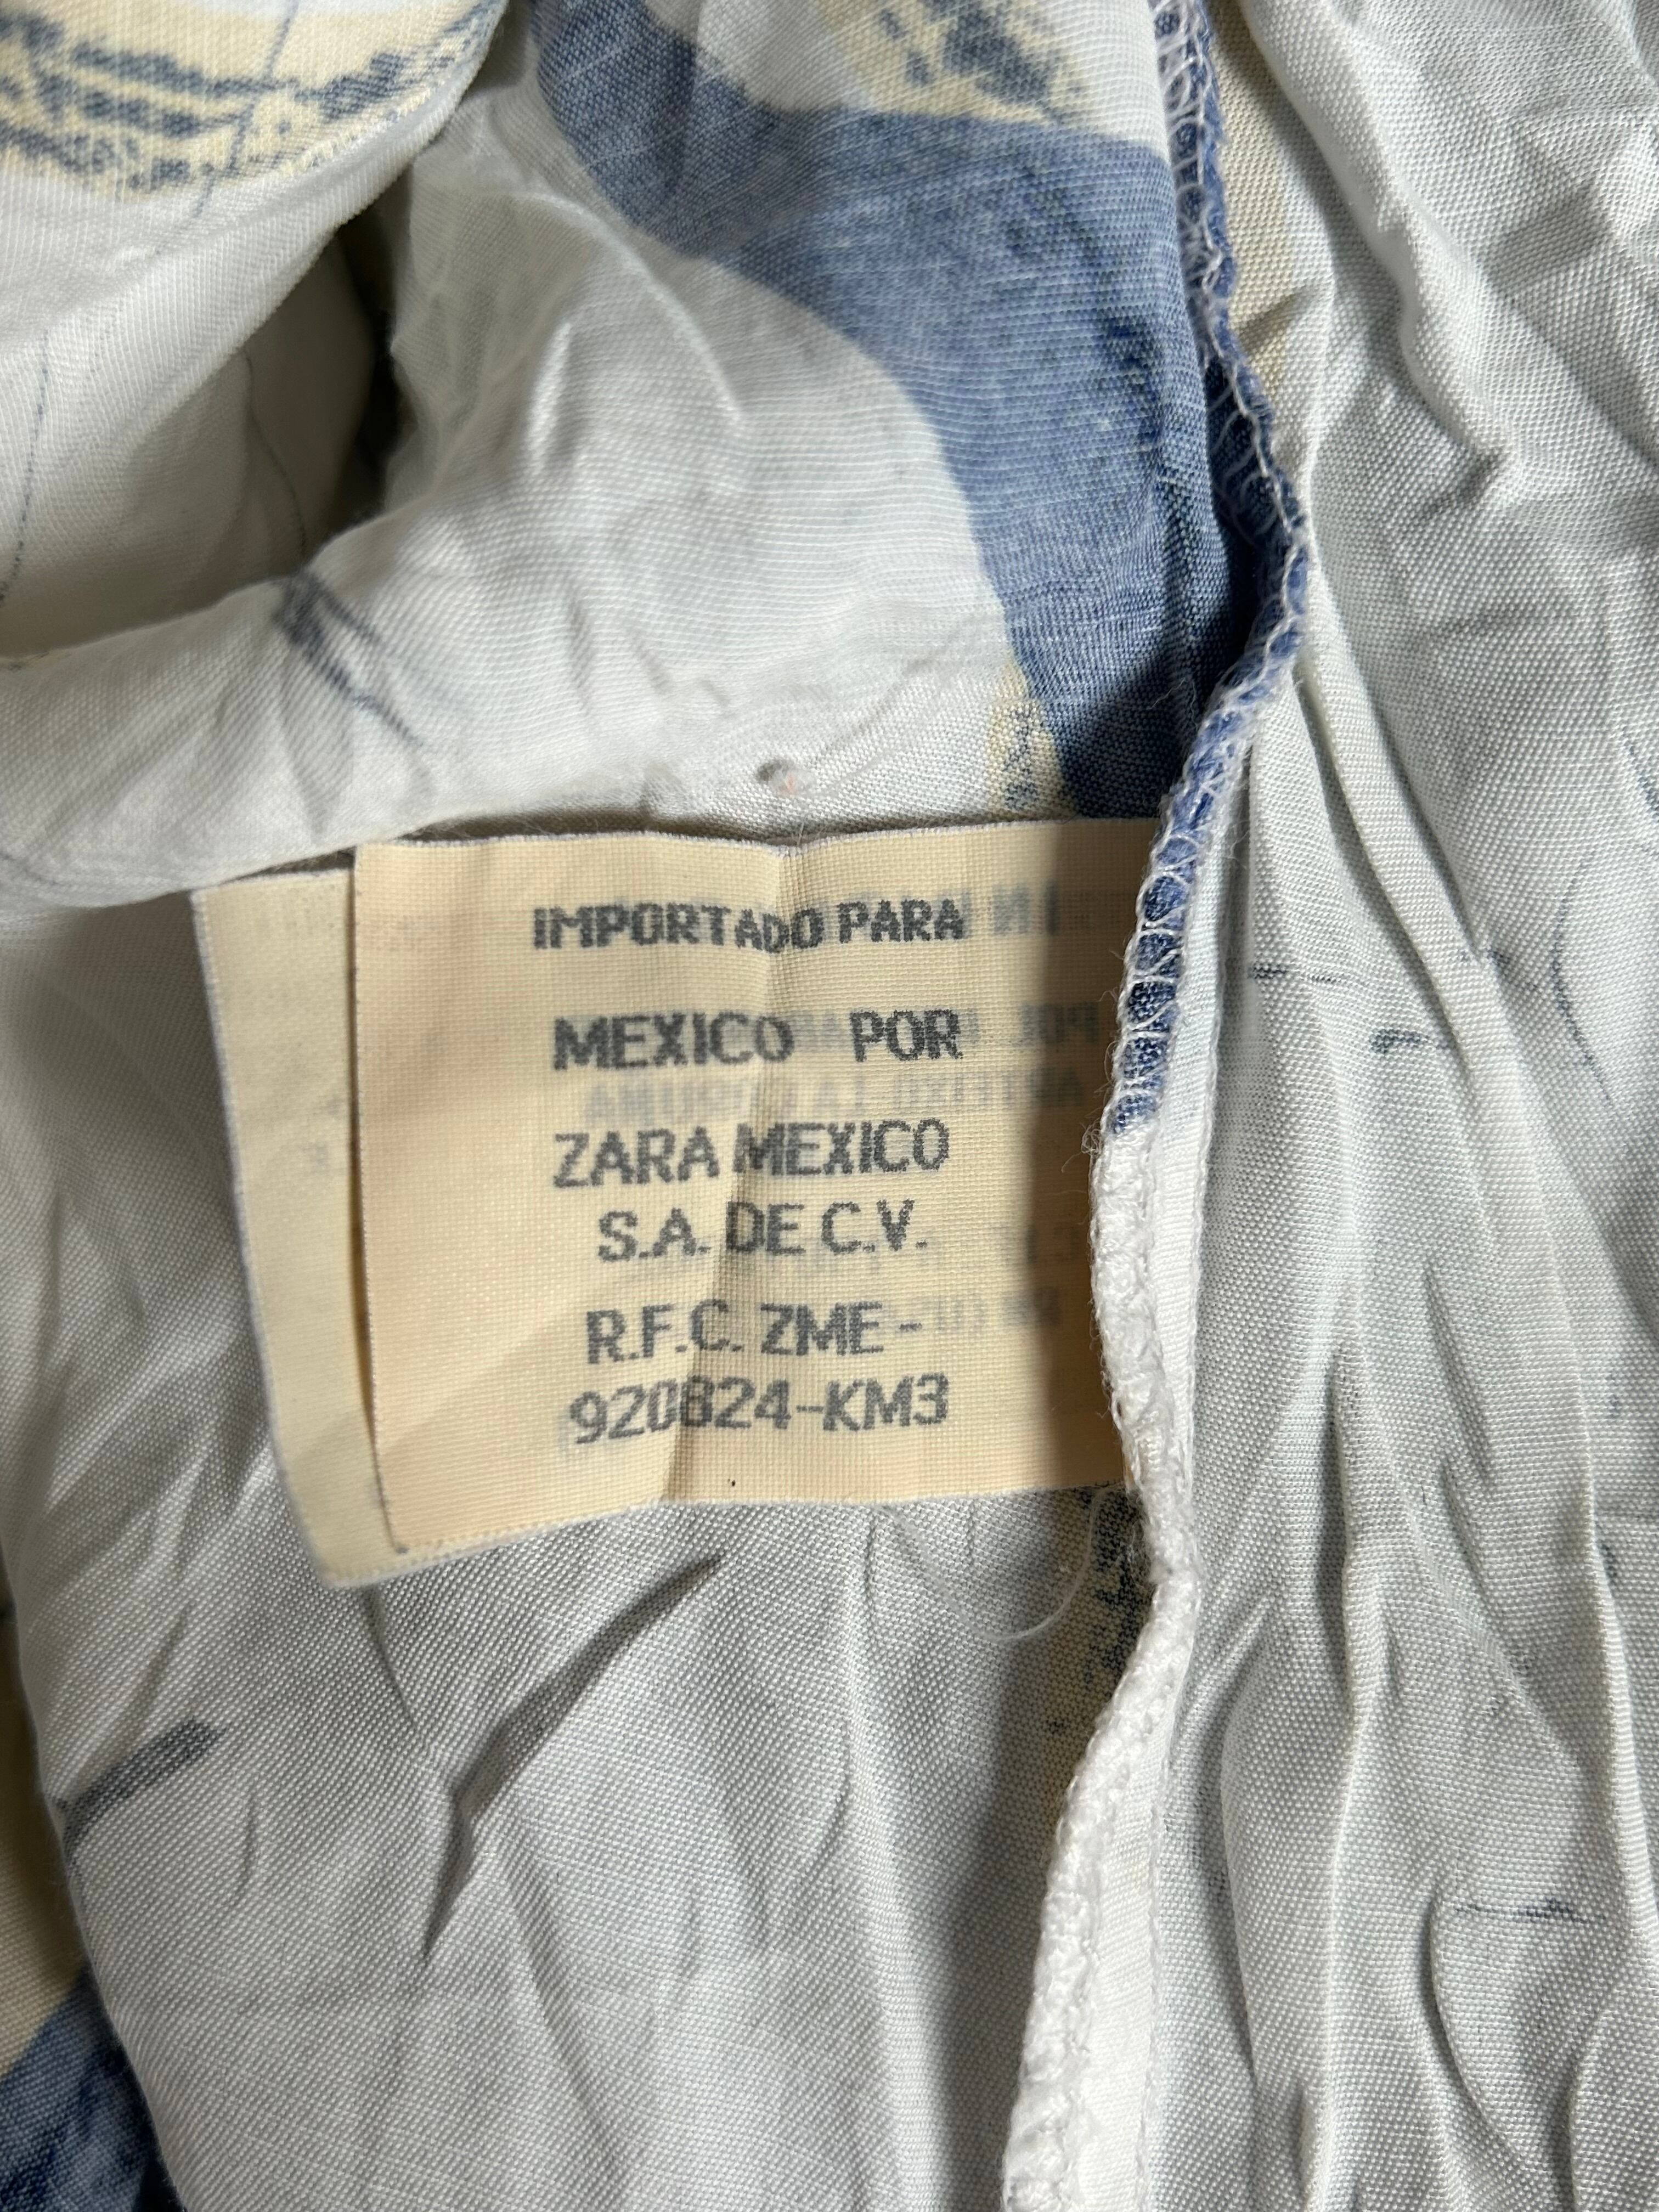 IMPORTADO PARA
MEXICO POR
ZARA MEXICO
S.A. DE C.V.
R.F.C. ZME-
920824-KM3